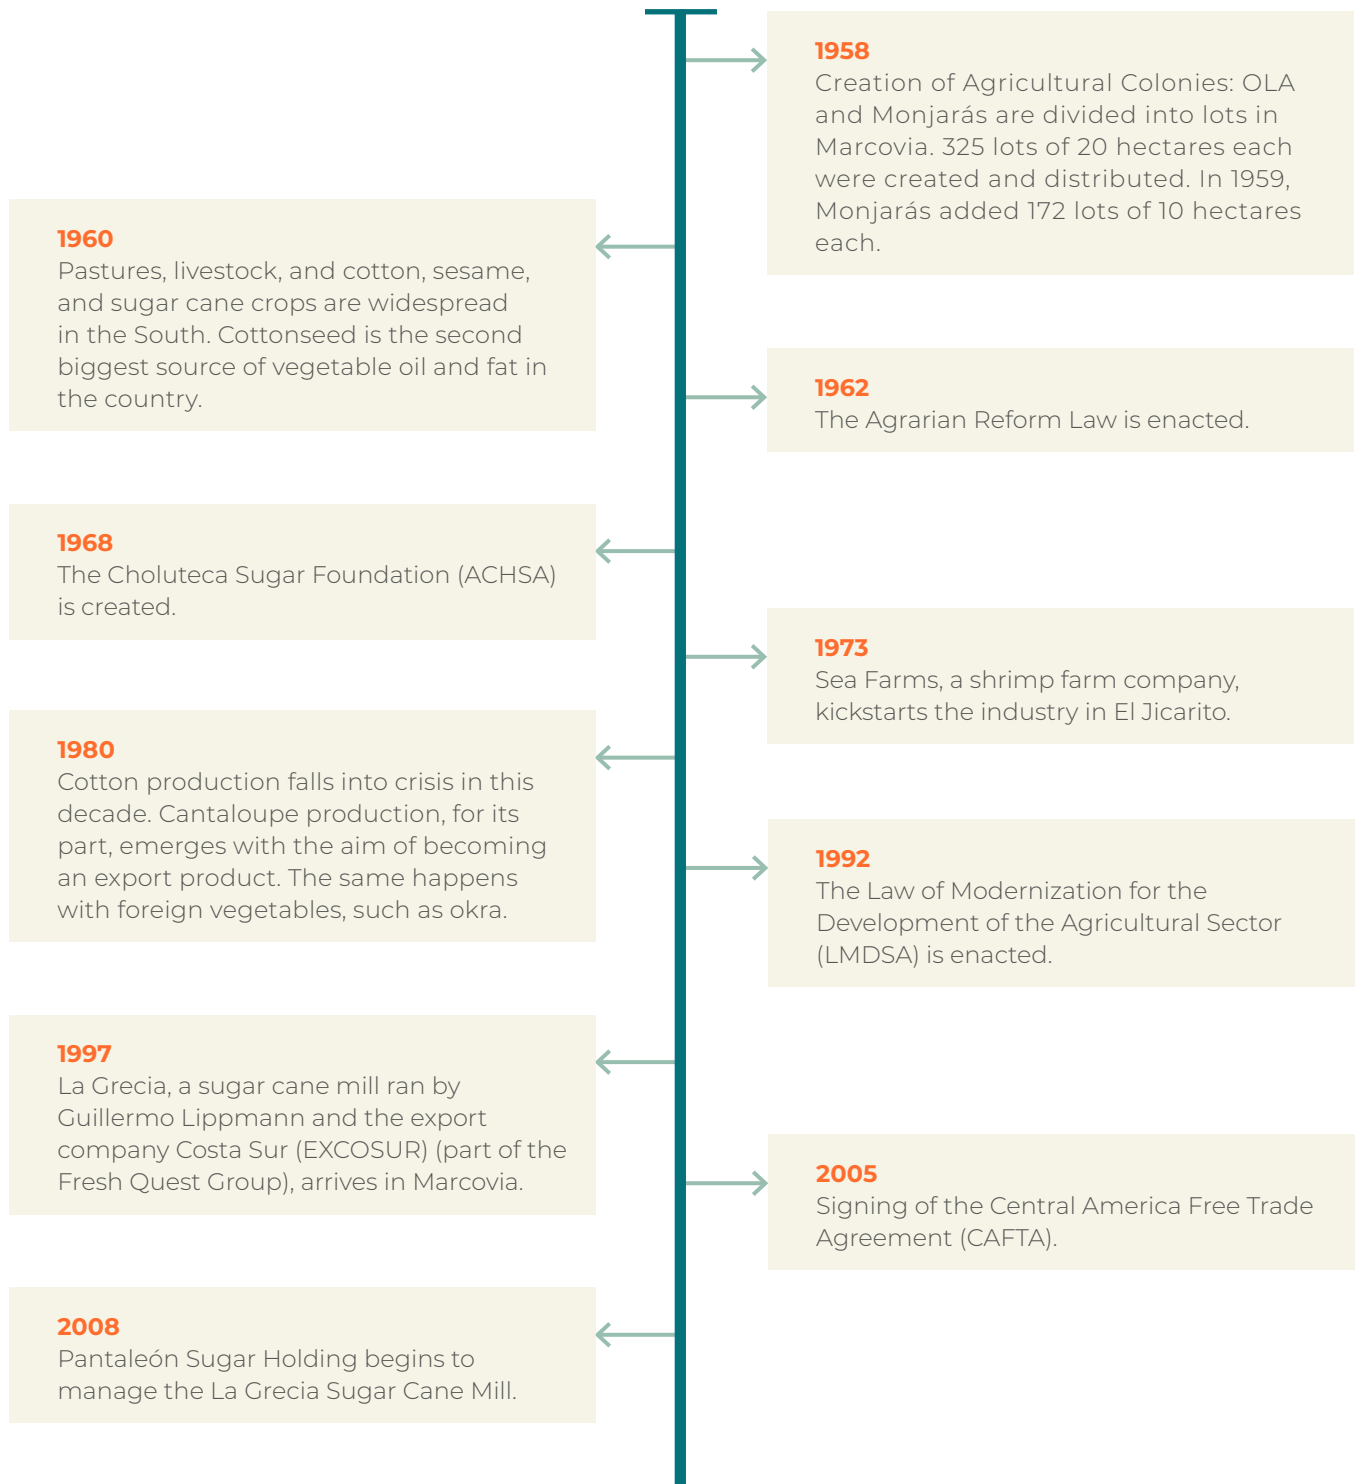 1958
Creation of Agricultural Colonies: OLA
and Monjarás are divided into lots in
Marcovia. 325 lots of 20 hectares each
were created and distributed. In 1959,
Monjarás added 172 lots of 10 hectares
each.
1960
Pastures, livestock, and cotton, sesame,
and sugar cane crops are widespread
in the South. Cottonseed is the second
biggest source of vegetable oil and fat in
the country.
1962
The Agrarian Reform Law is enacted.
1968
The Choluteca Sugar Foundation (ACHSA)
is created.
1973
Sea Farms, a shrimp farm company,
kickstarts the industry in El Jicarito.
1980
Cotton production falls into crisis in this
decade. Cantaloupe production, for its
part, emerges with the aim of becoming
an export product. The same happens
with foreign vegetables, such as okra.
1992
The Law of Modernization for the
Development of the Agricultural Sector
(LMDSA) is enacted.
1997
La Grecia, a sugar cane mill ran by
Guillermo Lippmann and the export
company Costa Sur (EXCOSUR) (part of the
Fresh Quest Group), arrives in Marcovia.
2005
Signing of the Central America Free Trade
Agreement (CAFTA).
2008
Pantaleón Sugar Holding begins to
manage the La Grecia Sugar Cane Mill.